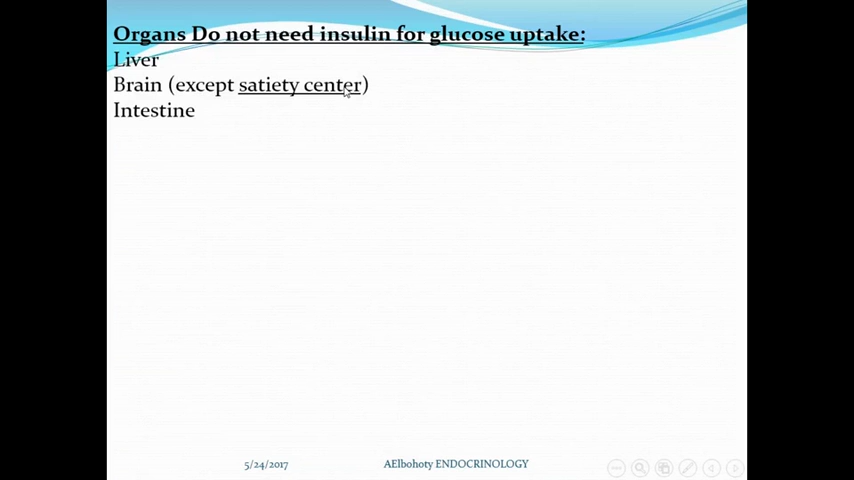 Organs Do not need insulin for glucose uptake:
Liver
Brain (except satiety center)
Intestine
5/24/2017
AElbohoty ENDOCRINOLOGY